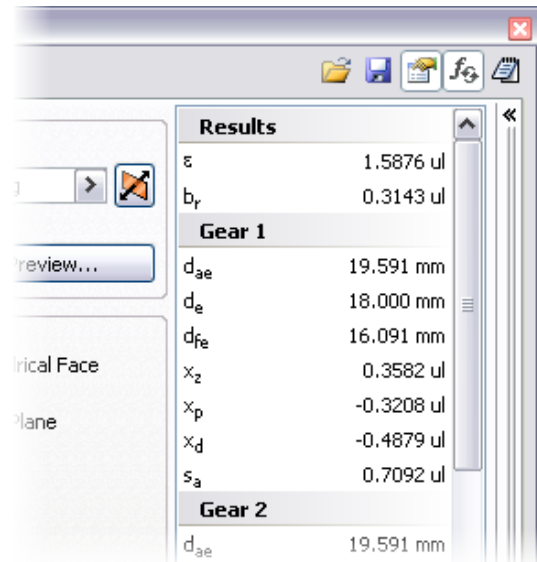 Results
ε 1.5876 ul
br 0.3143 ul
Gear 1
dae 19.591 mm
de 18.000 mm
dfe 16.091 mm
xz 0.3582 ul
xp -0.3208 ul
xd -0.4879 ul
sa 0.7092 ul
Gear 2
dae 19.591 mm
review...
rical Face
Plane